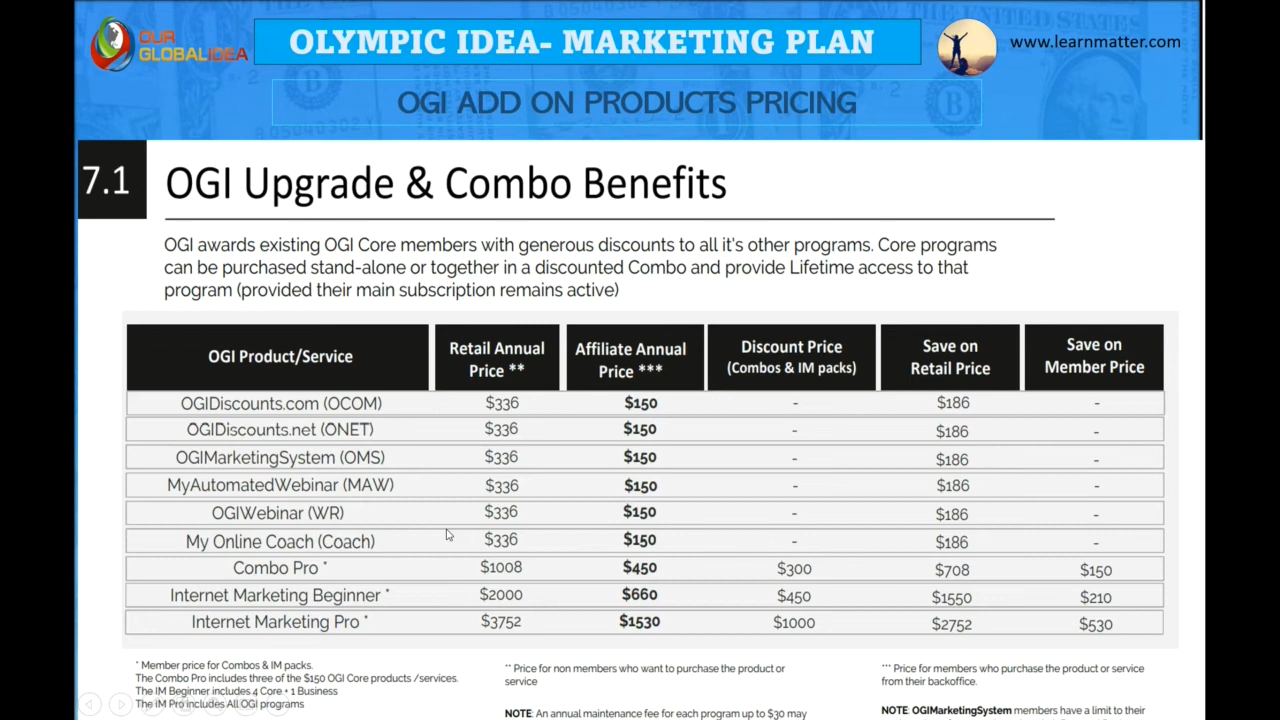 OUR
GLOBALIDEA
OLYMPIC IDEA- MARKETING PLAN
www.learnmatter.com
OGI ADD ON PRODUCTS PRICING
7.1
OGI Upgrade & Combo Benefits
OGI awards existing OGI Core members with generous discounts to all it's other programs. Core programs
can be purchased stand-alone or together in a discounted Combo and provide Lifetime access to that
program (provided their main subscription remains active)
OGI Product/Service
Retail Annual
Price **
Affiliate Annual
Price ***
Discount Price
(Combos & IM packs)
Save on
Retail Price
Save on
Member Price
OGIDiscounts.com (OCOM) $336 $150 - $186 -
OGIDiscounts.net (ONET) $336 $150 - $186 -
OGIMarketingSystem (OMS) $336 $150 - $186 -
MyAutomatedWebinar (MAW) $336 $150 - $186 -
OGIWebinar (WR) $336 $150 - $186 -
My Online Coach (Coach) $336 $150 - $186 -
Combo Pro * $1008 $450 $300 $708 $150
Internet Marketing Beginner * $2000 $660 $450 $1550 $210
Internet Marketing Pro * $3752 $1530 $1000 $2752 $530
* Member price for Combos & IM packs.
The Combo Pro includes three of the $150 OGI Core products /services.
The IM Beginner includes 4 Core + 1 Business
The IM Pro includes All OGI programs
** Price for non members who want to purchase the product or
service
NOTE: An annual maintenance fee for each program up to $30 may
*** Price for members who purchase the product or service
from their backoffice.
NOTE: OGIMarketingSystem members have a limit to their